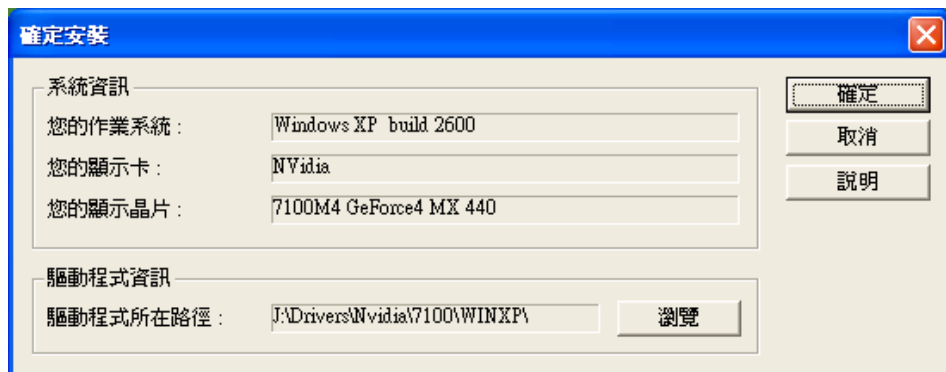 確定安裝
系統資訊
您的作業系統： Windows XP build 2600
您的顯示卡： NVidia
您的顯示晶片： 7100M4 GeForce4 MX 440
確定
取消
說明
驅動程式資訊
驅動程式所在路徑： J:\Drivers\Nvidia\7100\WINXP\ 瀏覽